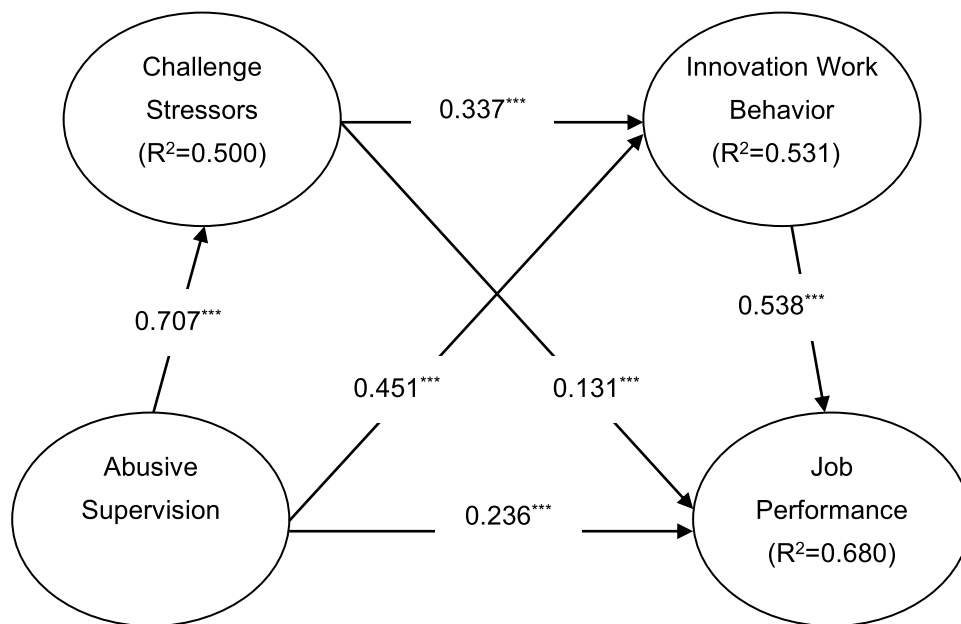 Challenge
Stressors
(R²=0.500)
Innovation Work
Behavior
(R²=0.531)
0.337***
0.707***
0.538***
0.451***
0.131***
Abusive
Supervision
0.236***
Job
Performance
(R²=0.680)